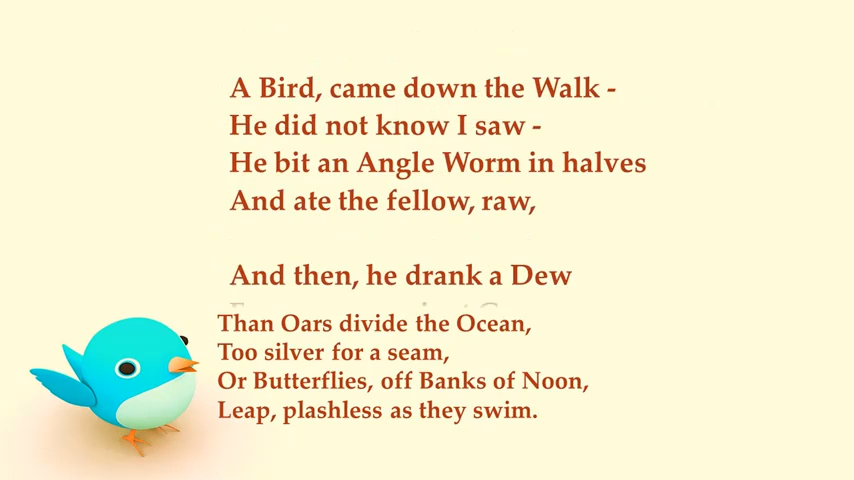 A Bird, came down the Walk -
He did not know I saw -
He bit an Angle Worm in halves
And ate the fellow, raw,
And then, he drank a Dew
Than Oars divide the Ocean,
Too silver for a seam,
Or Butterflies, off Banks of Noon,
Leap, plashless as they swim.